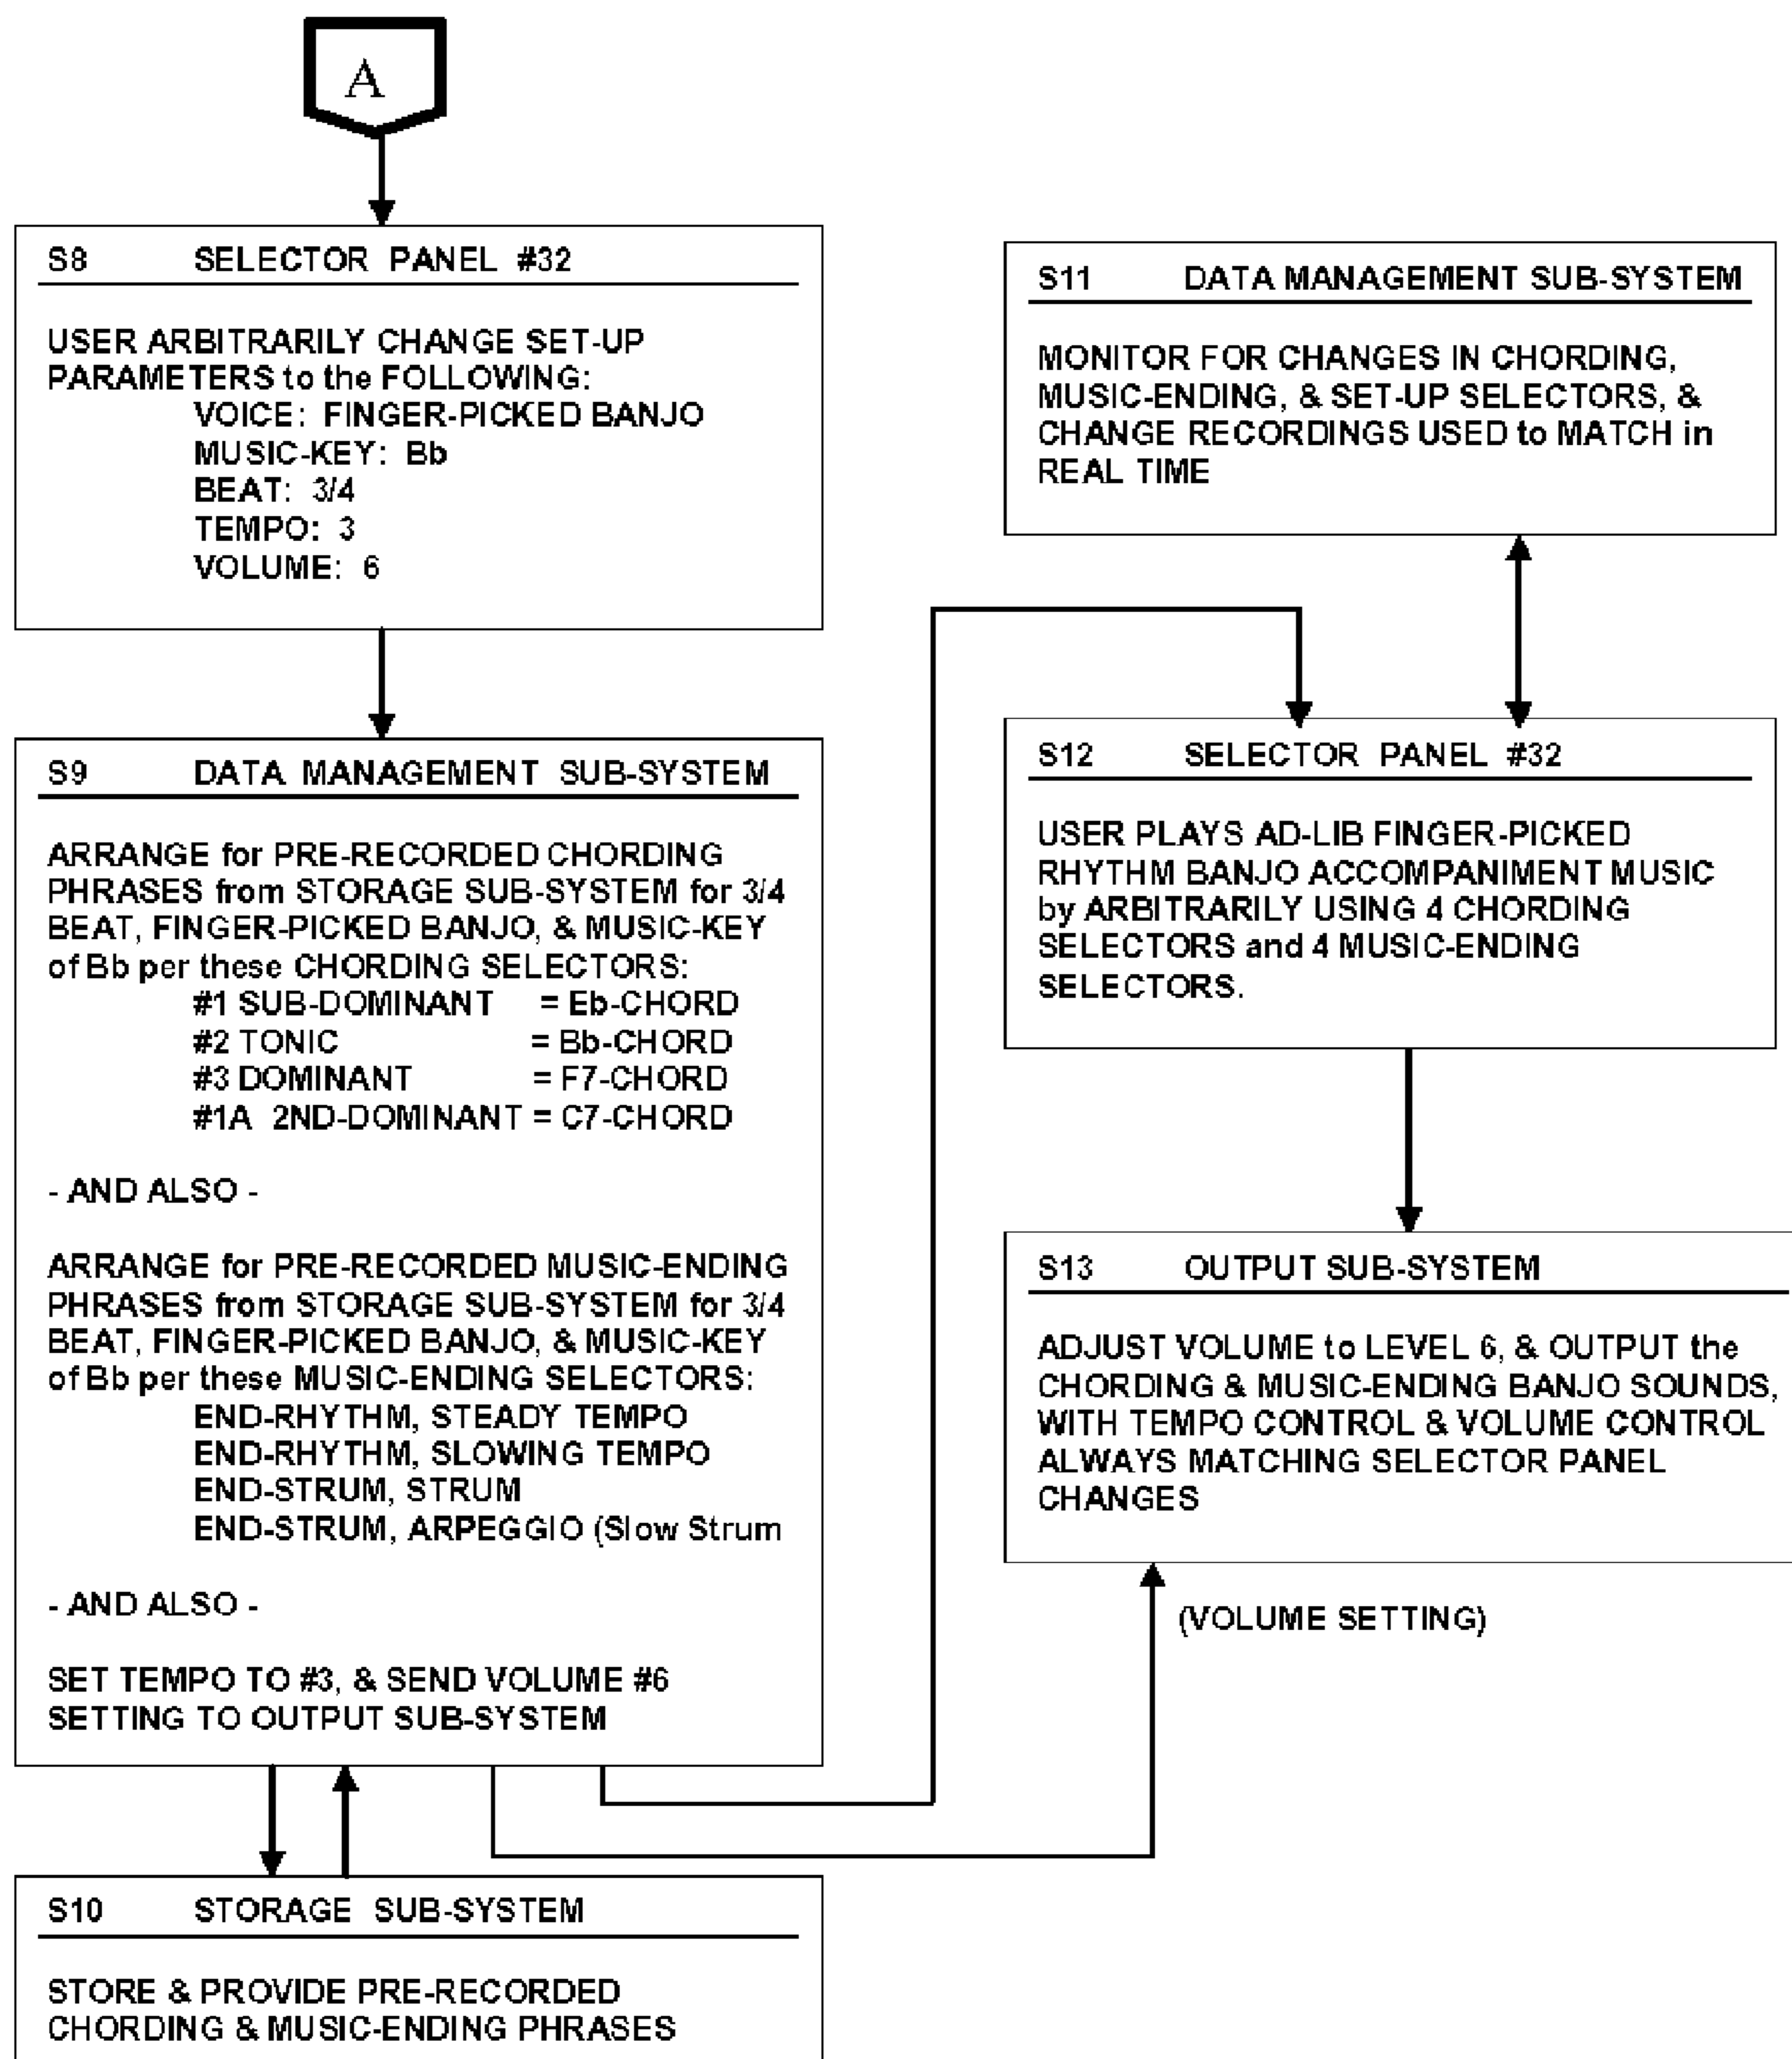 A
S8 SELECTOR PANEL #32
USER ARBITRARILY CHANGE SET-UP
PARAMETERS to the FOLLOWING:
VOICE: FINGER-PICKED BANJO
MUSIC-KEY: Bb
BEAT: 3/4
TEMPO: 3
VOLUME: 6
S9 DATA MANAGEMENT SUB-SYSTEM
ARRANGE for PRE-RECORDED CHORDING
PHRASES from STORAGE SUB-SYSTEM for 3/4
BEAT, FINGER-PICKED BANJO, & MUSIC-KEY
of Bb per these CHORDING SELECTORS:
#1 SUB-DOMINANT = Eb-CHORD
#2 TONIC = Bb-CHORD
#3 DOMINANT = F7-CHORD
#1A 2ND-DOMINANT = C7-CHORD
- AND ALSO -
ARRANGE for PRE-RECORDED MUSIC-ENDING
PHRASES from STORAGE SUB-SYSTEM for 3/4
BEAT, FINGER-PICKED BANJO, & MUSIC-KEY
of Bb per these MUSIC-ENDING SELECTORS:
END-RHYTHM, STEADY TEMPO
END-RHYTHM, SLOWING TEMPO
END-STRUM, STRUM
END-STRUM, ARPEGGIO (Slow Strum
- AND ALSO -
SET TEMPO TO #3, & SEND VOLUME #6
SETTING TO OUTPUT SUB-SYSTEM
S10 STORAGE SUB-SYSTEM
STORE & PROVIDE PRE-RECORDED
CHORDING & MUSIC-ENDING PHRASES
S11 DATA MANAGEMENT SUB-SYSTEM
MONITOR FOR CHANGES IN CHORDING,
MUSIC-ENDING, & SET-UP SELECTORS, &
CHANGE RECORDINGS USED to MATCH in
REAL TIME
S12 SELECTOR PANEL #32
USER PLAYS AD-LIB FINGER-PICKED
RHYTHM BANJO ACCOMPANIMENT MUSIC
by ARBITRARILY USING 4 CHORDING
SELECTORS and 4 MUSIC-ENDING
SELECTORS.
S13 OUTPUT SUB-SYSTEM
ADJUST VOLUME to LEVEL 6, & OUTPUT the
CHORDING & MUSIC-ENDING BANJO SOUNDS,
WITH TEMPO CONTROL & VOLUME CONTROL
ALWAYS MATCHING SELECTOR PANEL
CHANGES
(VOLUME SETTING)